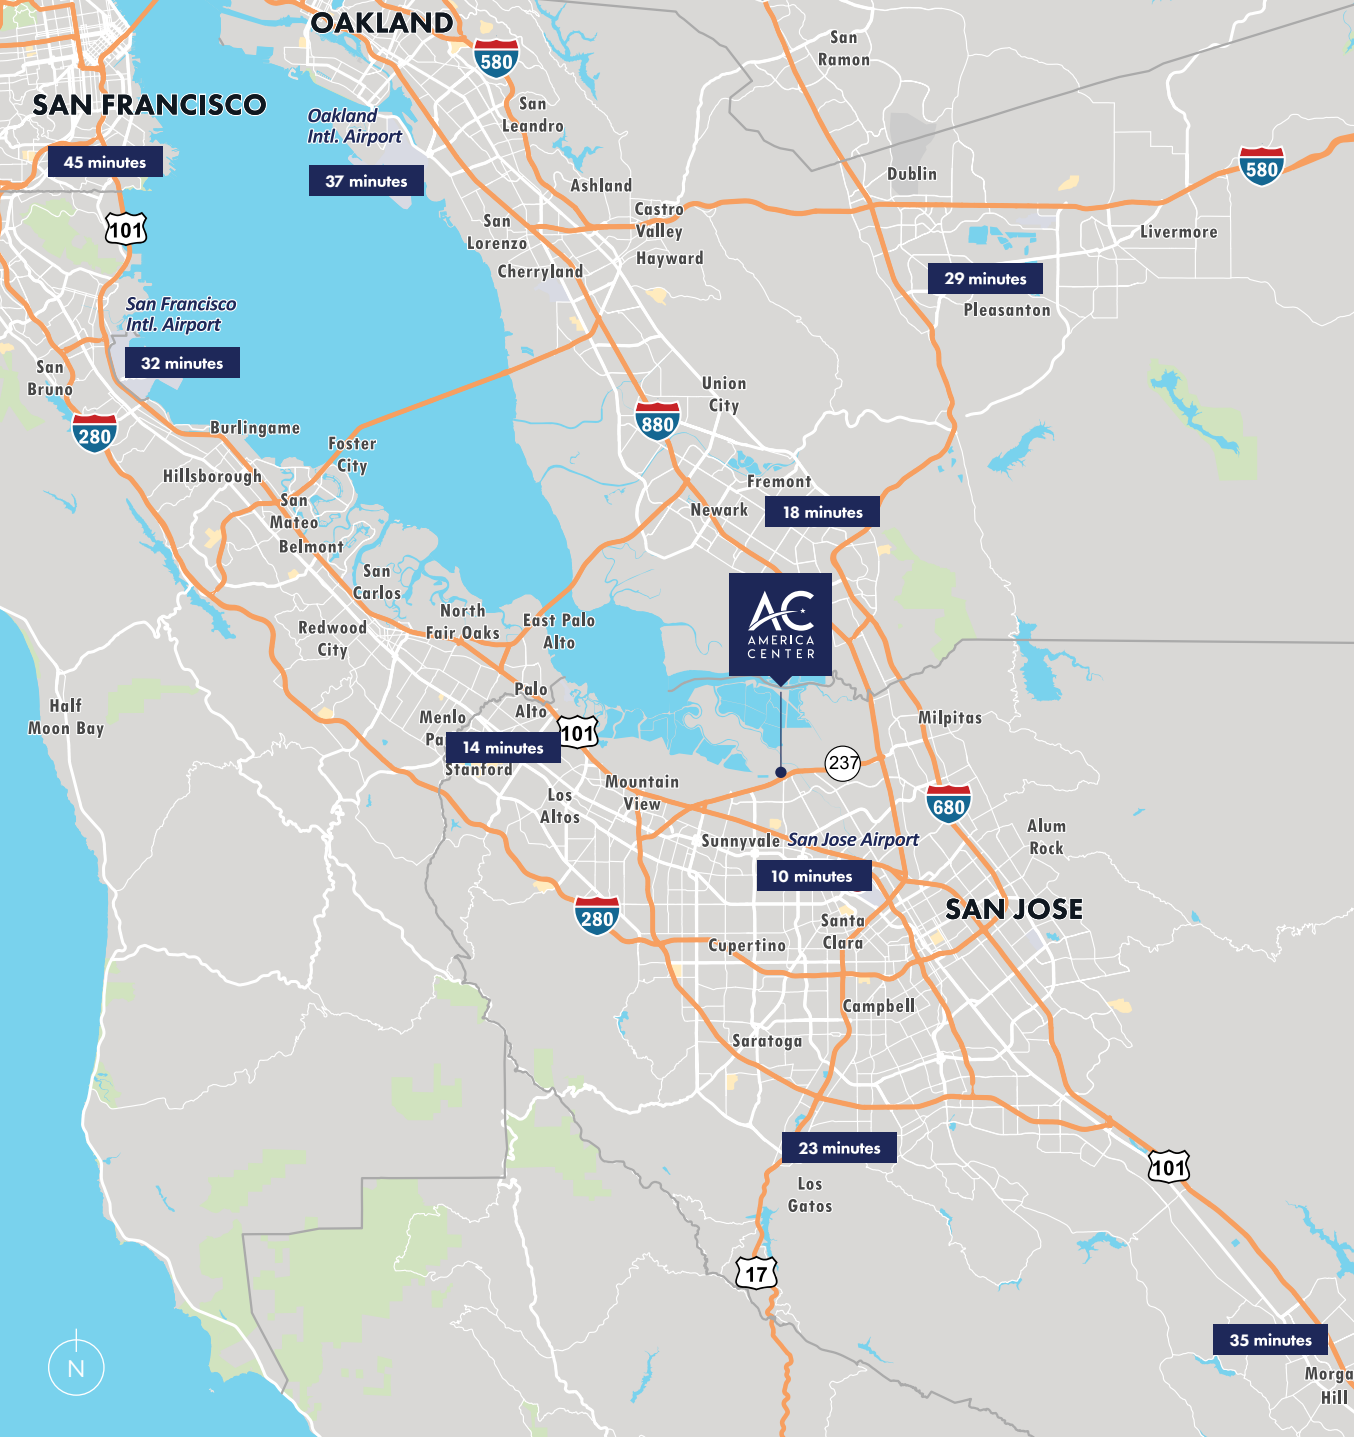 OAKLAND
San
Ramon
580
SAN FRANCISCO
Oakland
Intl. Airport
San
Leandro
45 minutes
37 minutes
Ashland
Dublin
580
101
San
Lorenzo
Castro
Valley
Hayward
Livermore
Cherryland
29 minutes
Pleasanton
San Francisco
Intl. Airport
32 minutes
San
Bruno
Union
City
280
Burlingame
880
Foster
City
Hillsborough
Fremont
San
Mateo
Newark
18 minutes
Belmont
San
Carlos
AC
AMERICA
CENTER
North
Fair Oaks
East Palo
Alto
Redwood
City
Palo
Alto
Half
Moon Bay
Menlo
Pa
14 minutes
Stanford
101
Milpitas
237
Mountain
View
Los
Altos
680
Sunnyvale
San Jose Airport
Alum
Rock
10 minutes
280
SAN JOSE
Santa
Clara
Cupertino
Campbell
Saratoga
23 minutes
101
Los
Gatos
17
35 minutes
N
Morga
Hill